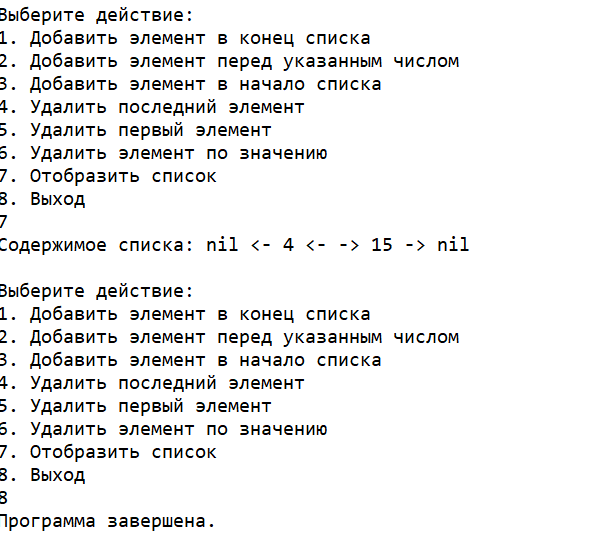 Выберите действие:
1. Добавить элемент в конец списка
2. Добавить элемент перед указанным числом
3. Добавить элемент в начало списка
4. Удалить последний элемент
5. Удалить первый элемент
6. Удалить элемент по значению
7. Отобразить список
8. Выход
7
Содержимое списка: nil <- 4 <- -> 15 -> nil

Выберите действие:
1. Добавить элемент в конец списка
2. Добавить элемент перед указанным числом
3. Добавить элемент в начало списка
4. Удалить последний элемент
5. Удалить первый элемент
6. Удалить элемент по значению
7. Отобразить список
8. Выход
8
Программа завершена.